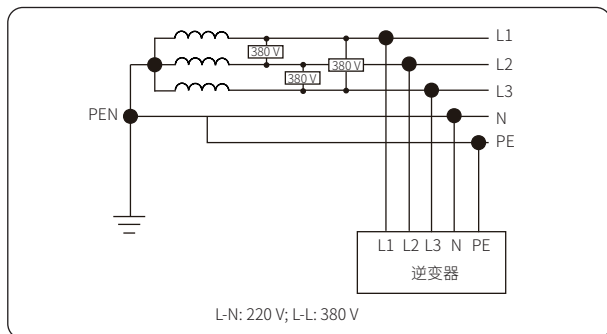 L1
380 V
380 V
L2
380 V
L3
PEN
N
PE
L1 L2 L3 N PE
逆变器
L-N: 220 V; L-L: 380 V